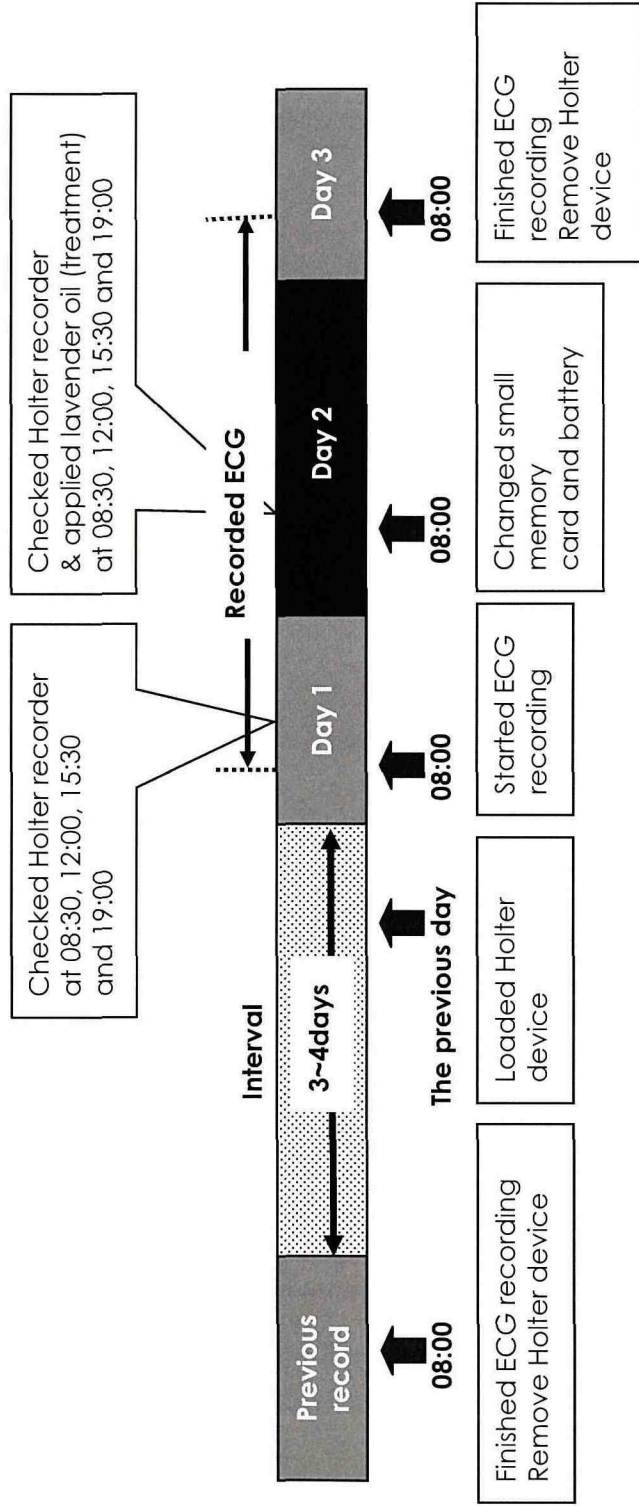 Checked Holter recorder
at 08:30, 12:00, 15:30
and 19:00
Checked Holter recorder
& applied lavender oil (treatment)
at 08:30, 12:00, 15:30 and 19:00
Interval
Recorded ECG
Previous
record
3~4days
Day 1
Day 2
Day 3
08:00
The previous day
08:00
08:00
08:00
Finished ECG recording
Remove Holter device
Loaded Holter
device
Started ECG
recording
Changed small
memory
card and battery
Finished ECG
recording
Remove Holter
device